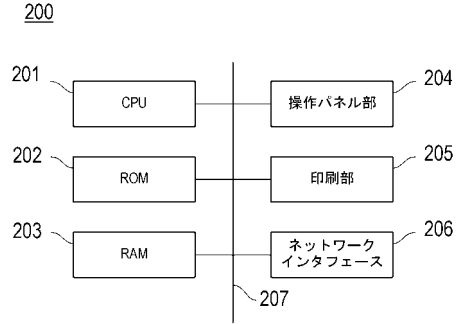 200
201
CPU
204
操作パネル部
202
ROM
205
印刷部
203
RAM
206
ネットワーク
インタフェース
207